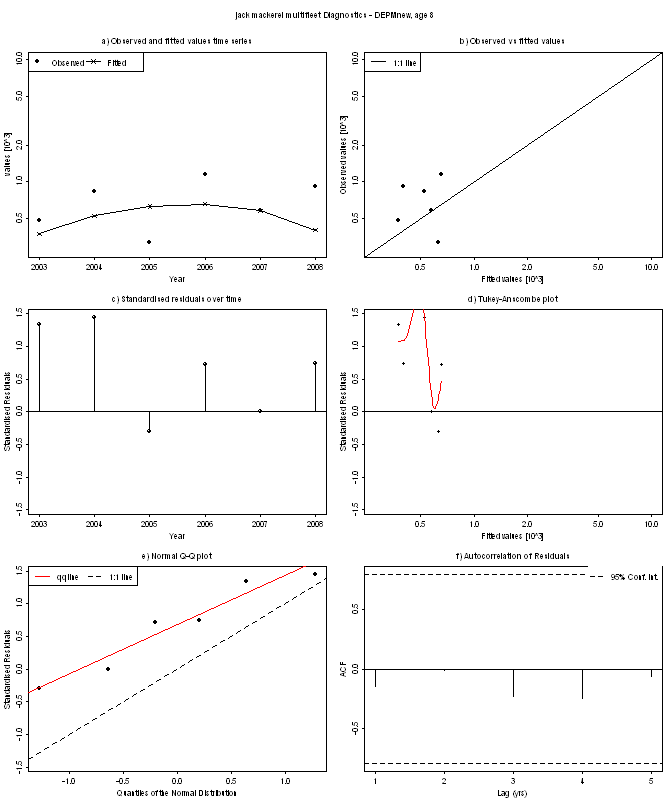 jack mackerel multifleet Diagnostics - DEPMnew, age 8
a) Observed and fitted values time series
Observed
Fitted
values [10^3]
10.0
5.0
2.0
1.0
0.5
2003 2004 2005 2006 2007 2008
Year
b) Observed vs fitted values
1:1 line
Observed values [10^3]
10.0
5.0
2.0
1.0
0.5
0.5 1.0 5.0 10.0
Fitted values [10^3]
c) Standardised residuals over time
Standardised Residuals
1.5
1.0
0.5
0.0
-0.5
-1.0
-1.5
2003 2004 2005 2006 2007 2008
Year
d) Tukey-Anscombe plot
Standardised Residuals
1.5
1.0
0.5
0.0
-0.5
-1.0
-1.5
0.5 1.0 5.0 10.0
Fitted values [10^3]
e) Normal Q-Q plot
qq line
1:1 line
Standardised Residuals
1.5
1.0
0.5
0.0
-0.5
-1.0
-1.5
-1.0 -0.5 0.0 0.5 1.0
Quantiles of the Normal Distribution
f) Autocorrelation of Residuals
95% Conf. Int.
ACF
0.5
0.0
-0.5
1 2 3 4 5
Lag (yrs)